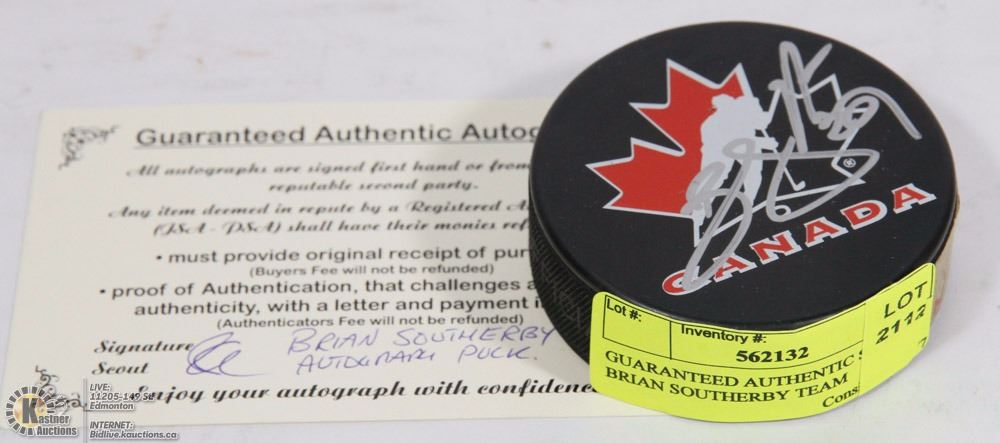 Guaranteed Authentic Autog
All autographs are signed first hand or from
reputable second party.
Any item deemed in repute by a Registered A
(JSA - PSA) shall have their monies ref
• must provide original receipt of pur
(Buyers Fee will not be refunded)
• proof of Authentication, that challenges a
authenticity, with a letter and payment i
(Authenticators Fee will not be refunded)
Signature
Scout
BRIAN SOUTHERBY
AUTOGRAPH PUCK.
Enjoy your autograph with confidence
CANADA
®
Lot #:
Inventory #:
562132
LOT
2112
GUARANTEED AUTHENTIC S
BRIAN SOUTHERBY TEAM
Cons
Kastner
Auctions
LIVE:
11205-149 St.
Edmonton
INTERNET:
Bidlive.kauctions.ca